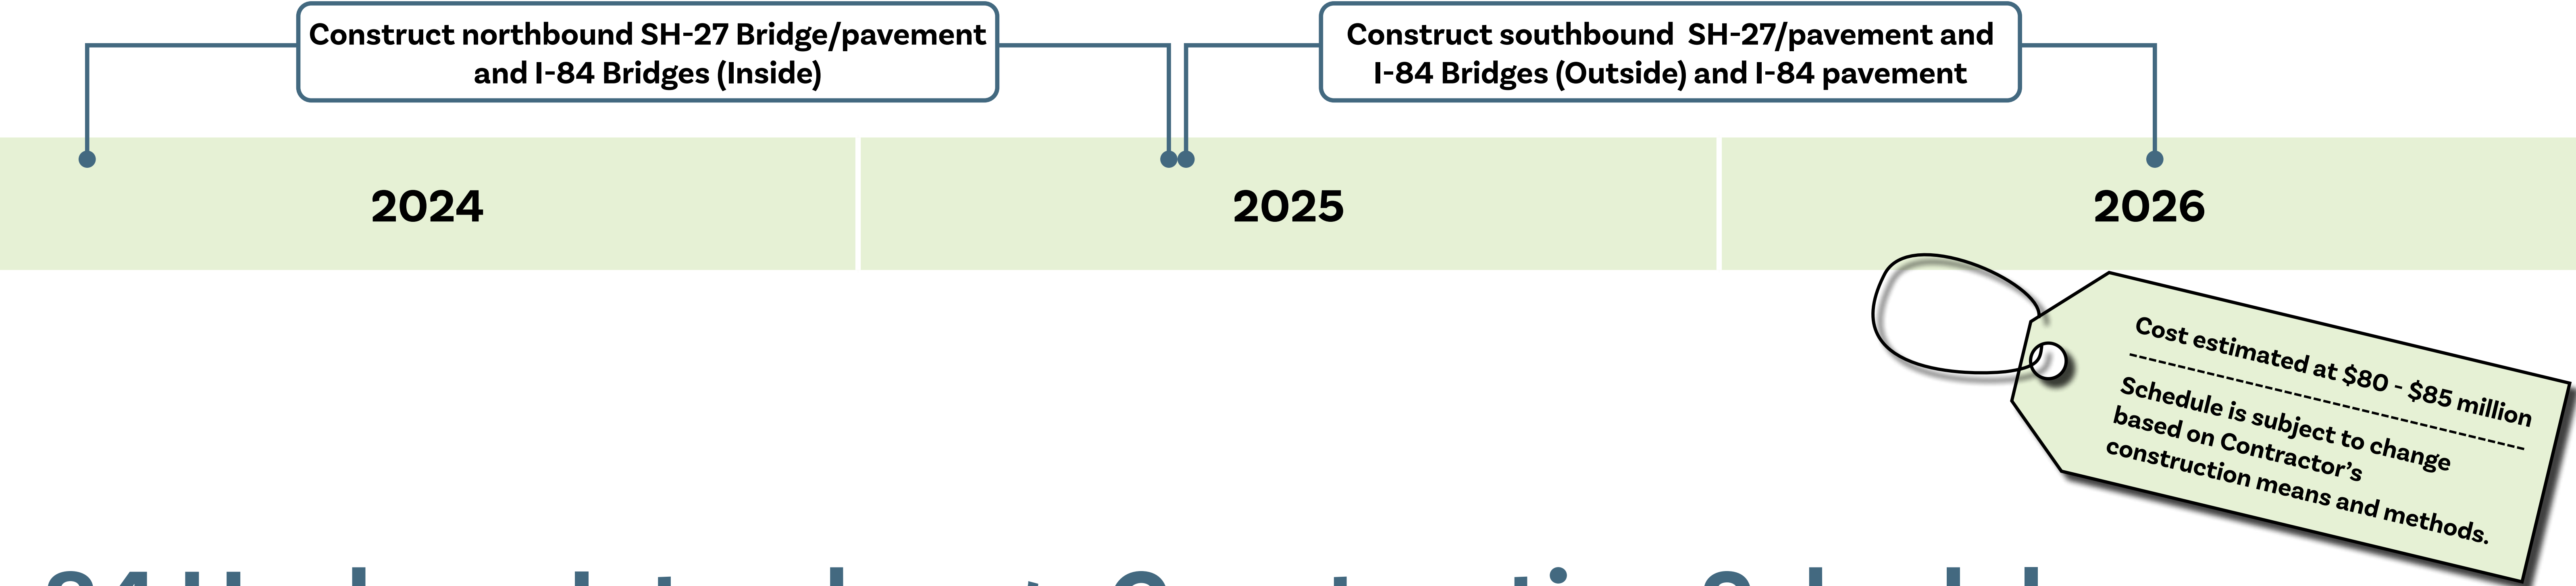 Construct northbound SH-27 Bridge/pavement
and I-84 Bridges (Inside)
Construct southbound SH-27/pavement and
I-84 Bridges (Outside) and I-84 pavement
2024
2025
2026
Cost estimated at $80 - $85 million
Schedule is subject to change
based on Contractor’s
construction means and methods.